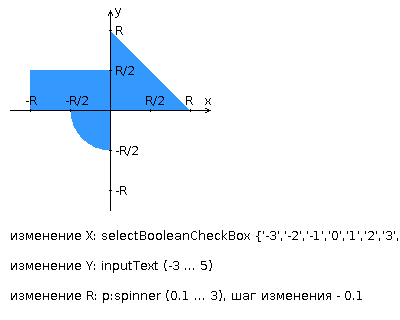 y
R
R/2
-R -R/2 R/2 R x
-R/2
-R
изменение X: selectBooleanCheckBox {'-3','-2','-1','0','1','2','3',
изменение Y: inputText (-3 ... 5)
изменение R: p:spinner (0.1 ... 3), шаг изменения - 0.1